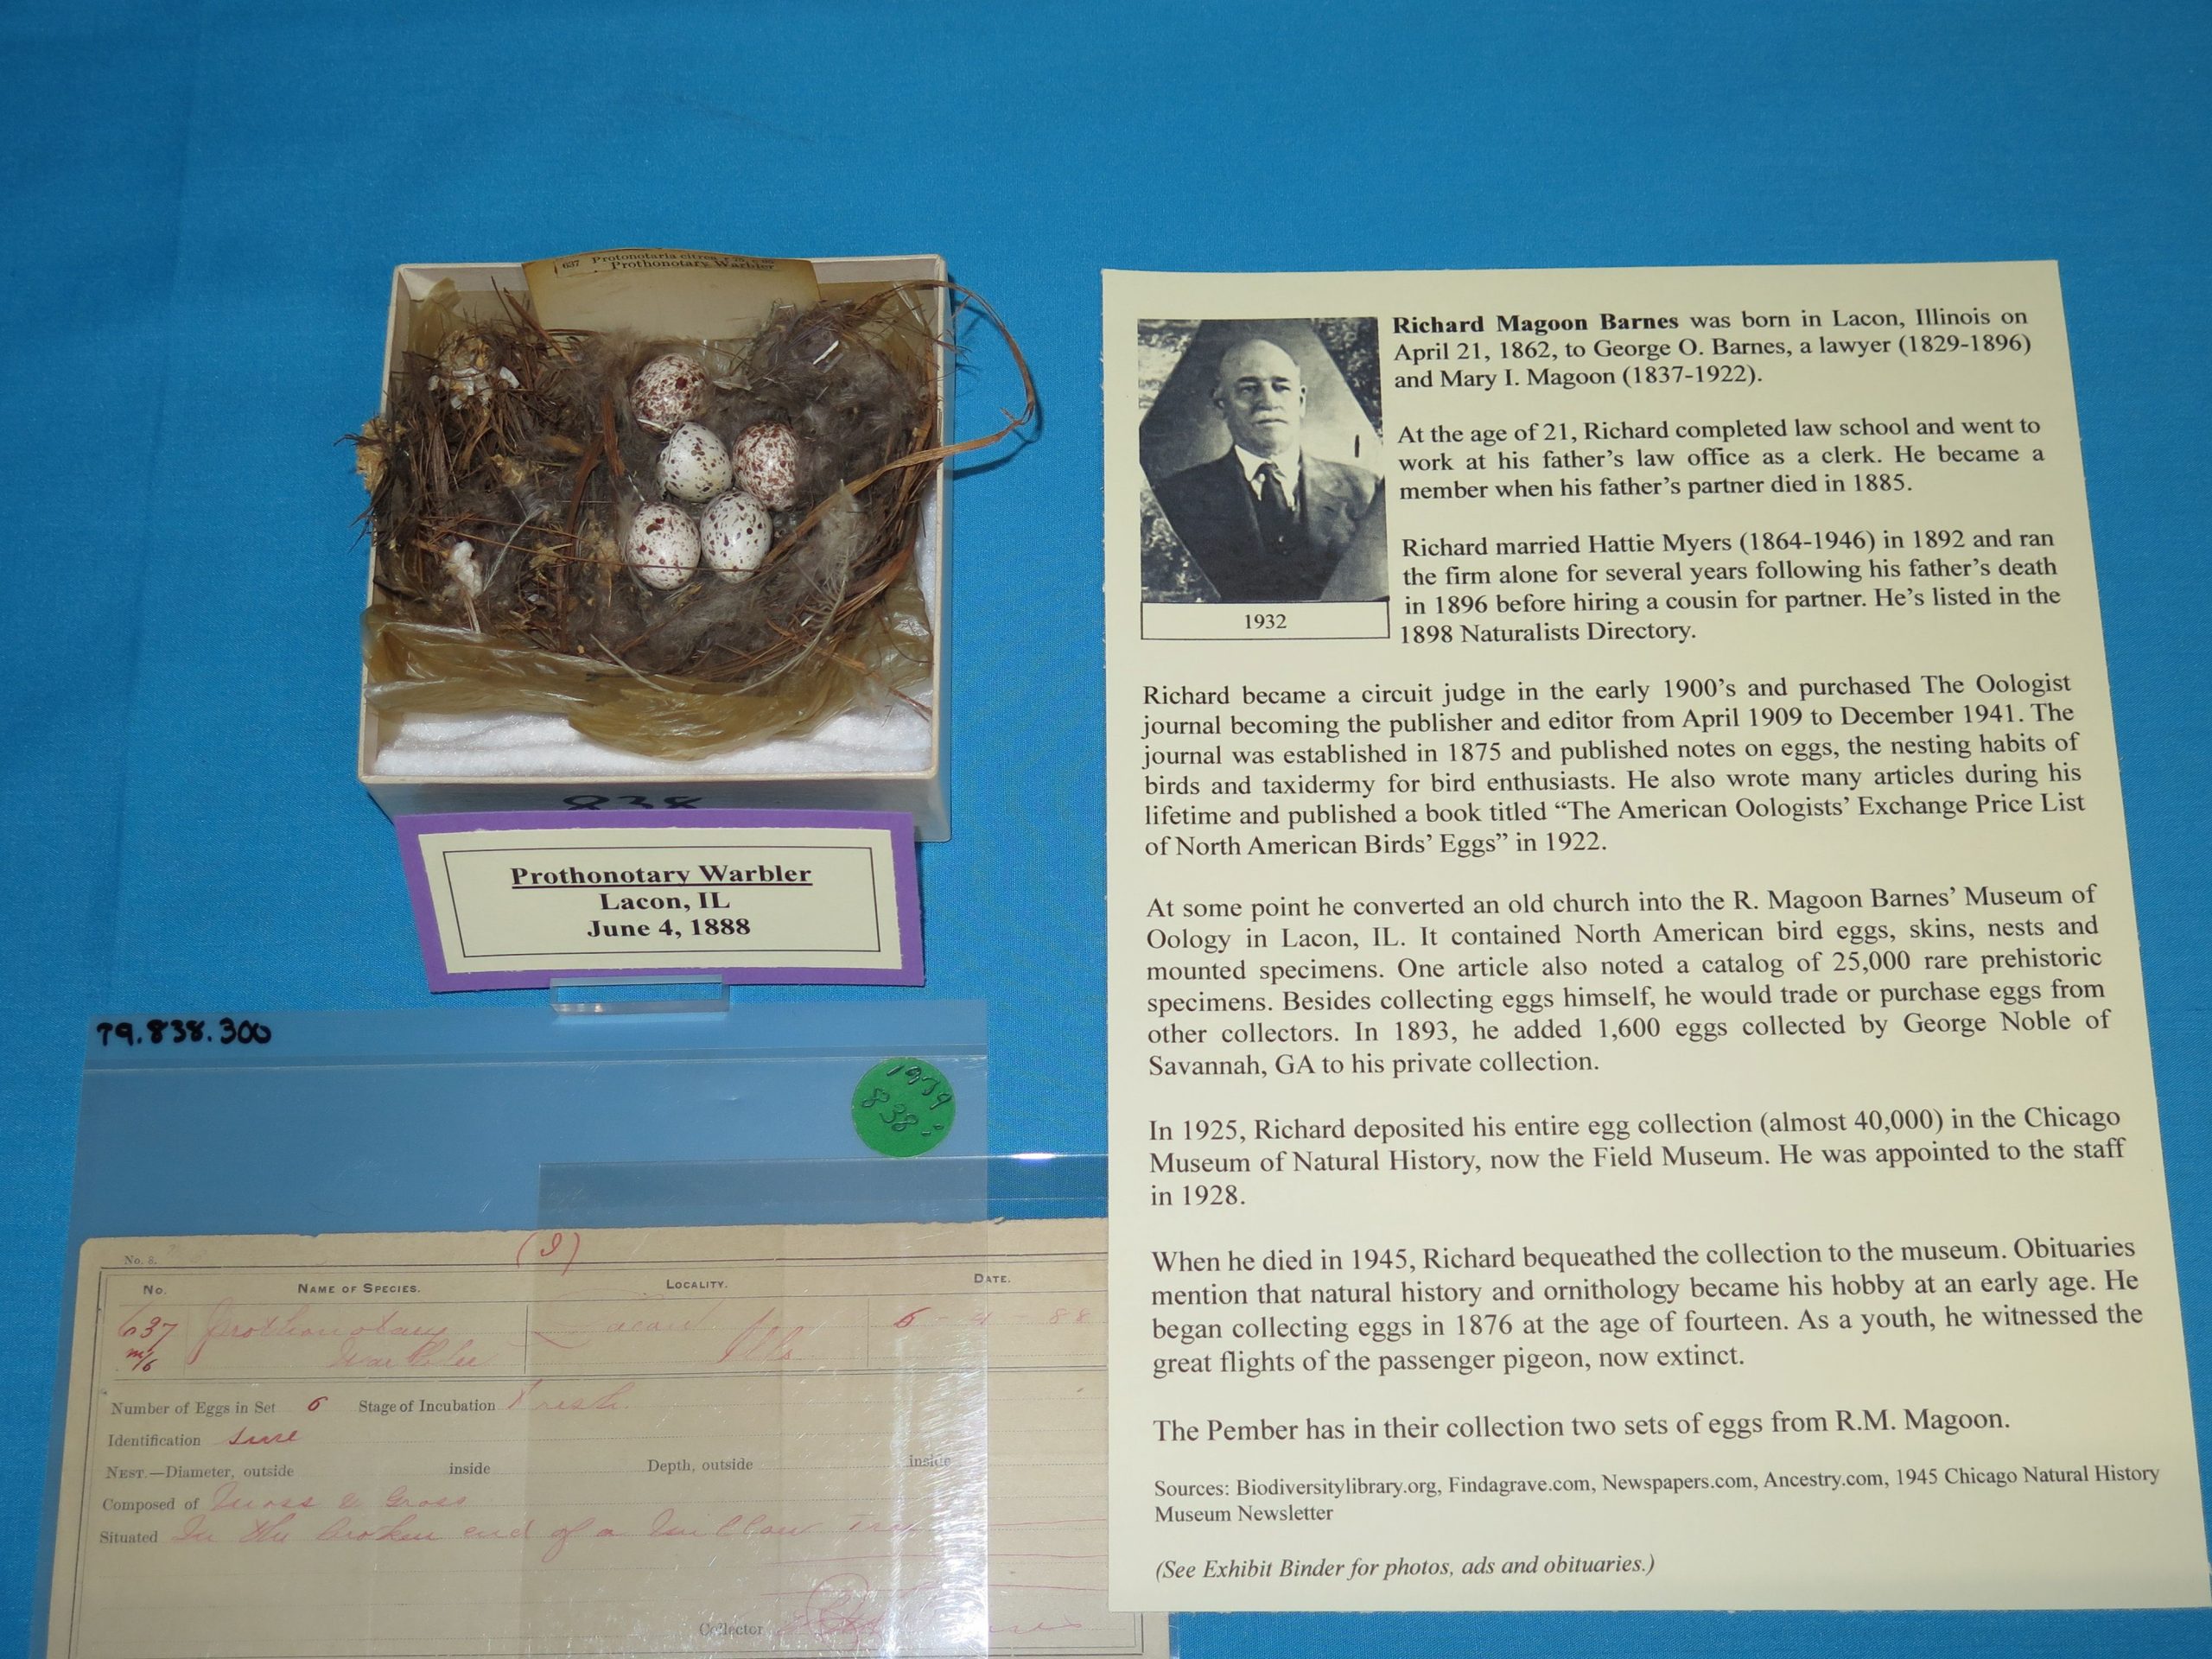 637 Protonotaria citrea
Prothonotary Warbler
838
Prothonotary Warbler
Lacon, IL
June 4, 1888
79.838.300
1979
838
(I)
No. 8.
No. NAME OF SPECIES. LOCALITY. DATE.
637 Prothonotary Lacon 6 - 4 - 88
m/6 Warbler Ills
Number of Eggs in Set 6 Stage of Incubation Fresh.
Identification Sure
NEST.—Diameter, outside inside Depth, outside inside
Composed of Moss & Grass
Situated In the broken end of a Willow Tree
Collector
Richard Magoon Barnes was born in Lacon, Illinois on
April 21, 1862, to George O. Barnes, a lawyer (1829-1896)
and Mary I. Magoon (1837-1922).
At the age of 21, Richard completed law school and went to
work at his father's law office as a clerk. He became a
member when his father's partner died in 1885.
Richard married Hattie Myers (1864-1946) in 1892 and ran
the firm alone for several years following his father's death
in 1896 before hiring a cousin for partner. He's listed in the
1898 Naturalists Directory.
1932
Richard became a circuit judge in the early 1900's and purchased The Oologist
journal becoming the publisher and editor from April 1909 to December 1941. The
journal was established in 1875 and published notes on eggs, the nesting habits of
birds and taxidermy for bird enthusiasts. He also wrote many articles during his
lifetime and published a book titled "The American Oologists' Exchange Price List
of North American Birds' Eggs" in 1922.
At some point he converted an old church into the R. Magoon Barnes' Museum of
Oology in Lacon, IL. It contained North American bird eggs, skins, nests and
mounted specimens. One article also noted a catalog of 25,000 rare prehistoric
specimens. Besides collecting eggs himself, he would trade or purchase eggs from
other collectors. In 1893, he added 1,600 eggs collected by George Noble of
Savannah, GA to his private collection.
In 1925, Richard deposited his entire egg collection (almost 40,000) in the Chicago
Museum of Natural History, now the Field Museum. He was appointed to the staff
in 1928.
When he died in 1945, Richard bequeathed the collection to the museum. Obituaries
mention that natural history and ornithology became his hobby at an early age. He
began collecting eggs in 1876 at the age of fourteen. As a youth, he witnessed the
great flights of the passenger pigeon, now extinct.
The Pember has in their collection two sets of eggs from R.M. Magoon.
Sources: Biodiversitylibrary.org, Findagrave.com, Newspapers.com, Ancestry.com, 1945 Chicago Natural History
Museum Newsletter
(See Exhibit Binder for photos, ads and obituaries.)